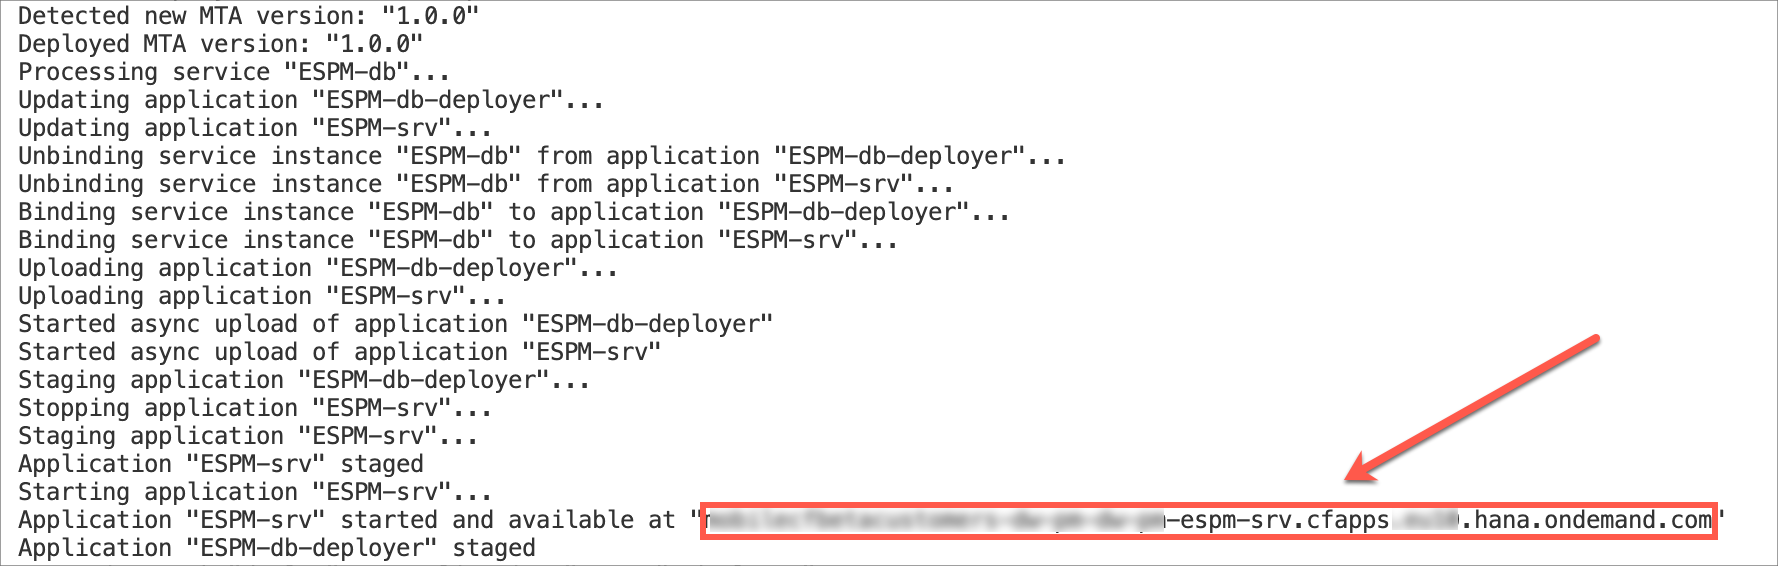 Detected new MTA version: "1.0.0"
Deployed MTA version: "1.0.0"
Processing service "ESPM-db"...
Updating application "ESPM-db-deployer"...
Updating application "ESPM-srv"...
Unbinding service instance "ESPM-db" from application "ESPM-db-deployer"...
Unbinding service instance "ESPM-db" from application "ESPM-srv"...
Binding service instance "ESPM-db" to application "ESPM-db-deployer"...
Binding service instance "ESPM-db" to application "ESPM-srv"...
Uploading application "ESPM-db-deployer"...
Uploading application "ESPM-srv"...
Started async upload of application "ESPM-db-deployer"
Started async upload of application "ESPM-srv"
Staging application "ESPM-db-deployer"...
Stopping application "ESPM-srv"...
Staging application "ESPM-srv"...
Application "ESPM-srv" staged
Starting application "ESPM-srv"...
Application "ESPM-srv" started and available at "-espm-srv.cfapps.hana.ondemand.com"
Application "ESPM-db-deployer" staged